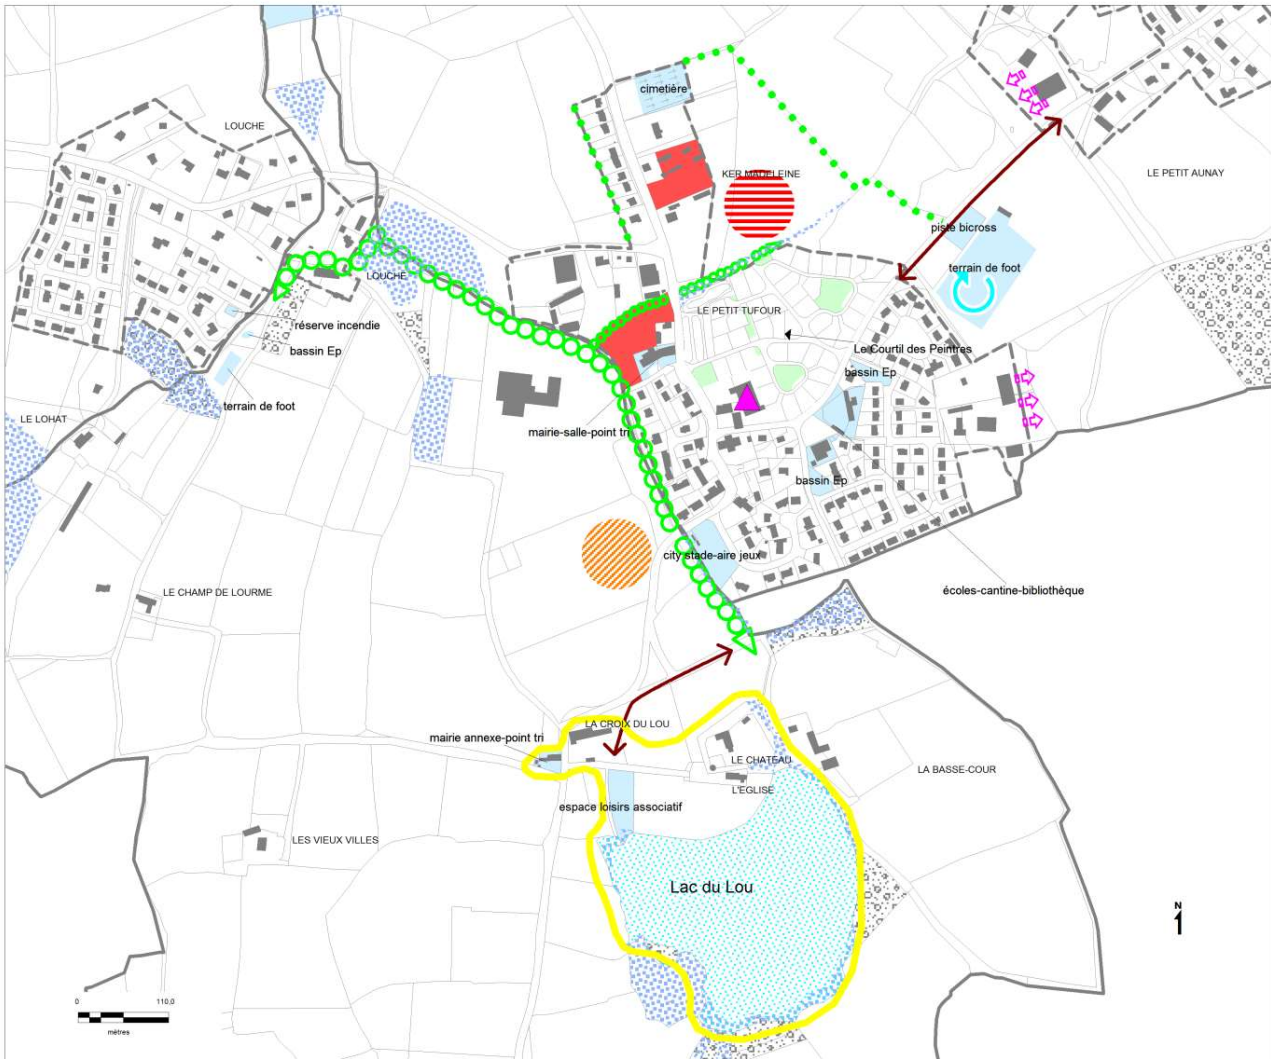 cimetière
LOUCHE
KER MADELEINE
LE PETIT AUNAY
piste bicross
terrain de foot
LOUCHE
LE PETIT TUFOUR
réserve incendie
bassin Ep
Le Courtil des Peintres
bassin Ep
terrain de foot
LE LOHAT
mairie-salle-point tri
bassin Ep
city stade-aire jeux
écoles-cantine-bibliothèque
LE CHAMP DE LOURME
LA CROIX DU LOU
mairie annexe-point tri
LE CHATEAU
LA BASSE-COUR
L'EGLISE
espace loisirs associatif
LES VIEUX VILLES
Lac du Lou
N
0 110,0
mètres